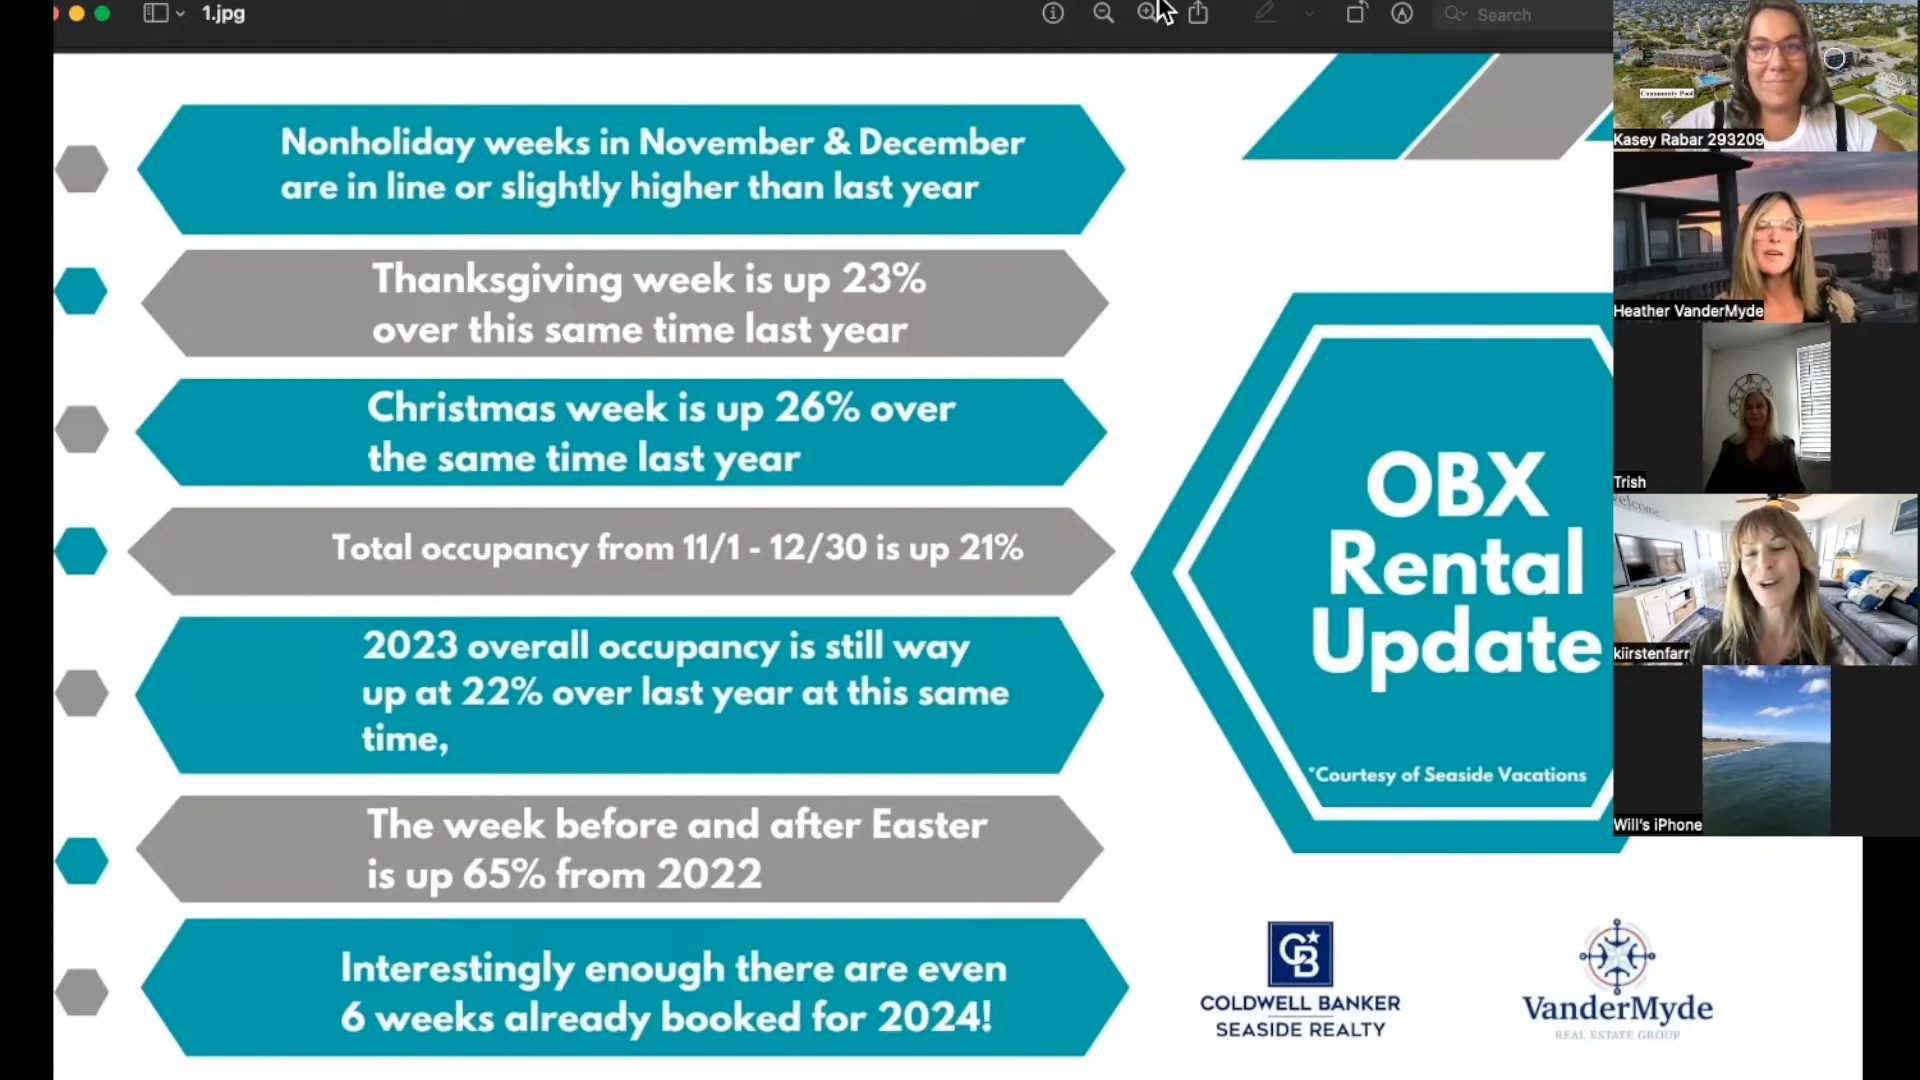 1.jpg
Search
Nonholiday weeks in November & December
are in line or slightly higher than last year
Thanksgiving week is up 23%
over this same time last year
Christmas week is up 26% over
the same time last year
Total occupancy from 11/1 - 12/30 is up 21%
2023 overall occupancy is still way
up at 22% over last year at this same
time,
The week before and after Easter
is up 65% from 2022
Interestingly enough there are even
6 weeks already booked for 2024!
OBX
Rental
Update
*Courtesy of Seaside Vacations
CB
COLDWELL BANKER
SEASIDE REALTY
VanderMyde
REAL ESTATE GROUP
Community Pool
Kasey Rabar 293209
Heather VanderMyde
Trish
Welcome
kiirstenfarr
Will's iPhone